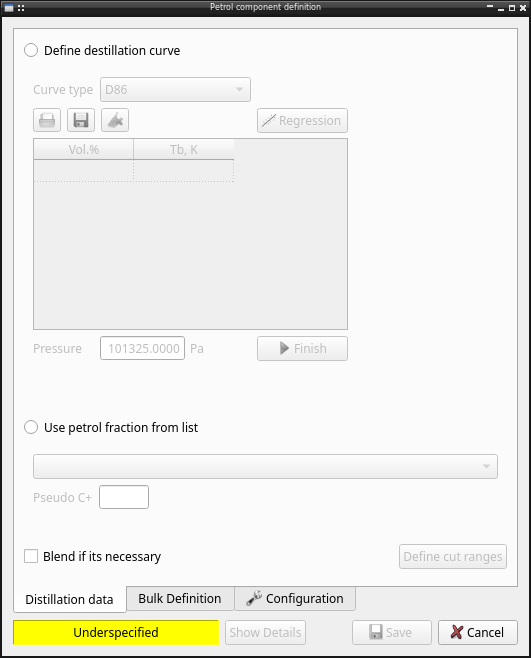 Petrol component definition
Define destillation curve
Curve type D86
Regression
Vol.% Tb, K
Pressure 101325.0000 Pa Finish
Use petrol fraction from list
Pseudo C+
Blend if its necessary Define cut ranges
Distillation data Bulk Definition Configuration
Underspecified Show Details Save Cancel